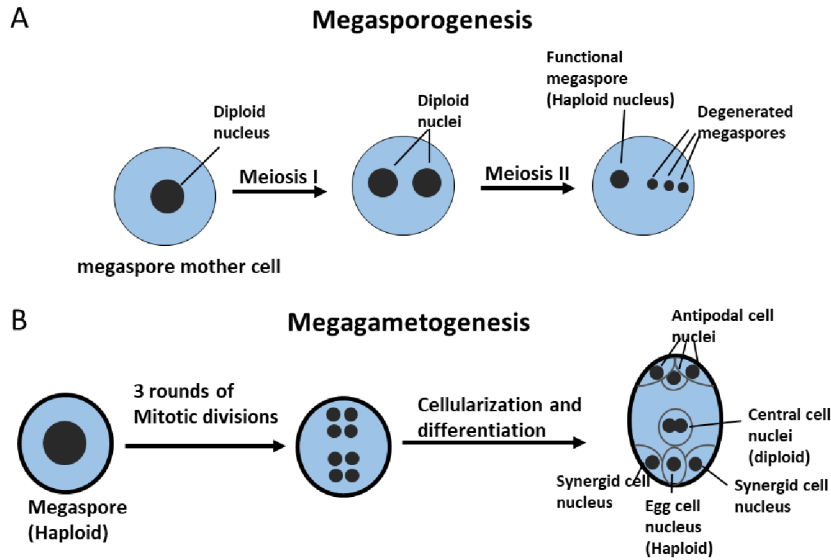 A
Megasporogenesis
Diploid
nucleus
Meiosis I
megaspore mother cell
Diploid
nuclei
Meiosis II
Functional
megaspore
(Haploid nucleus)
Degenerated
megaspores
B
Megagametogenesis
Megaspore
(Haploid)
3 rounds of
Mitotic divisions
Cellularization and
differentiation
Antipodal cell
nuclei
Central cell
nuclei
(diploid)
Synergid cell
nucleus
Egg cell
nucleus
(Haploid)
Synergid cell
nucleus